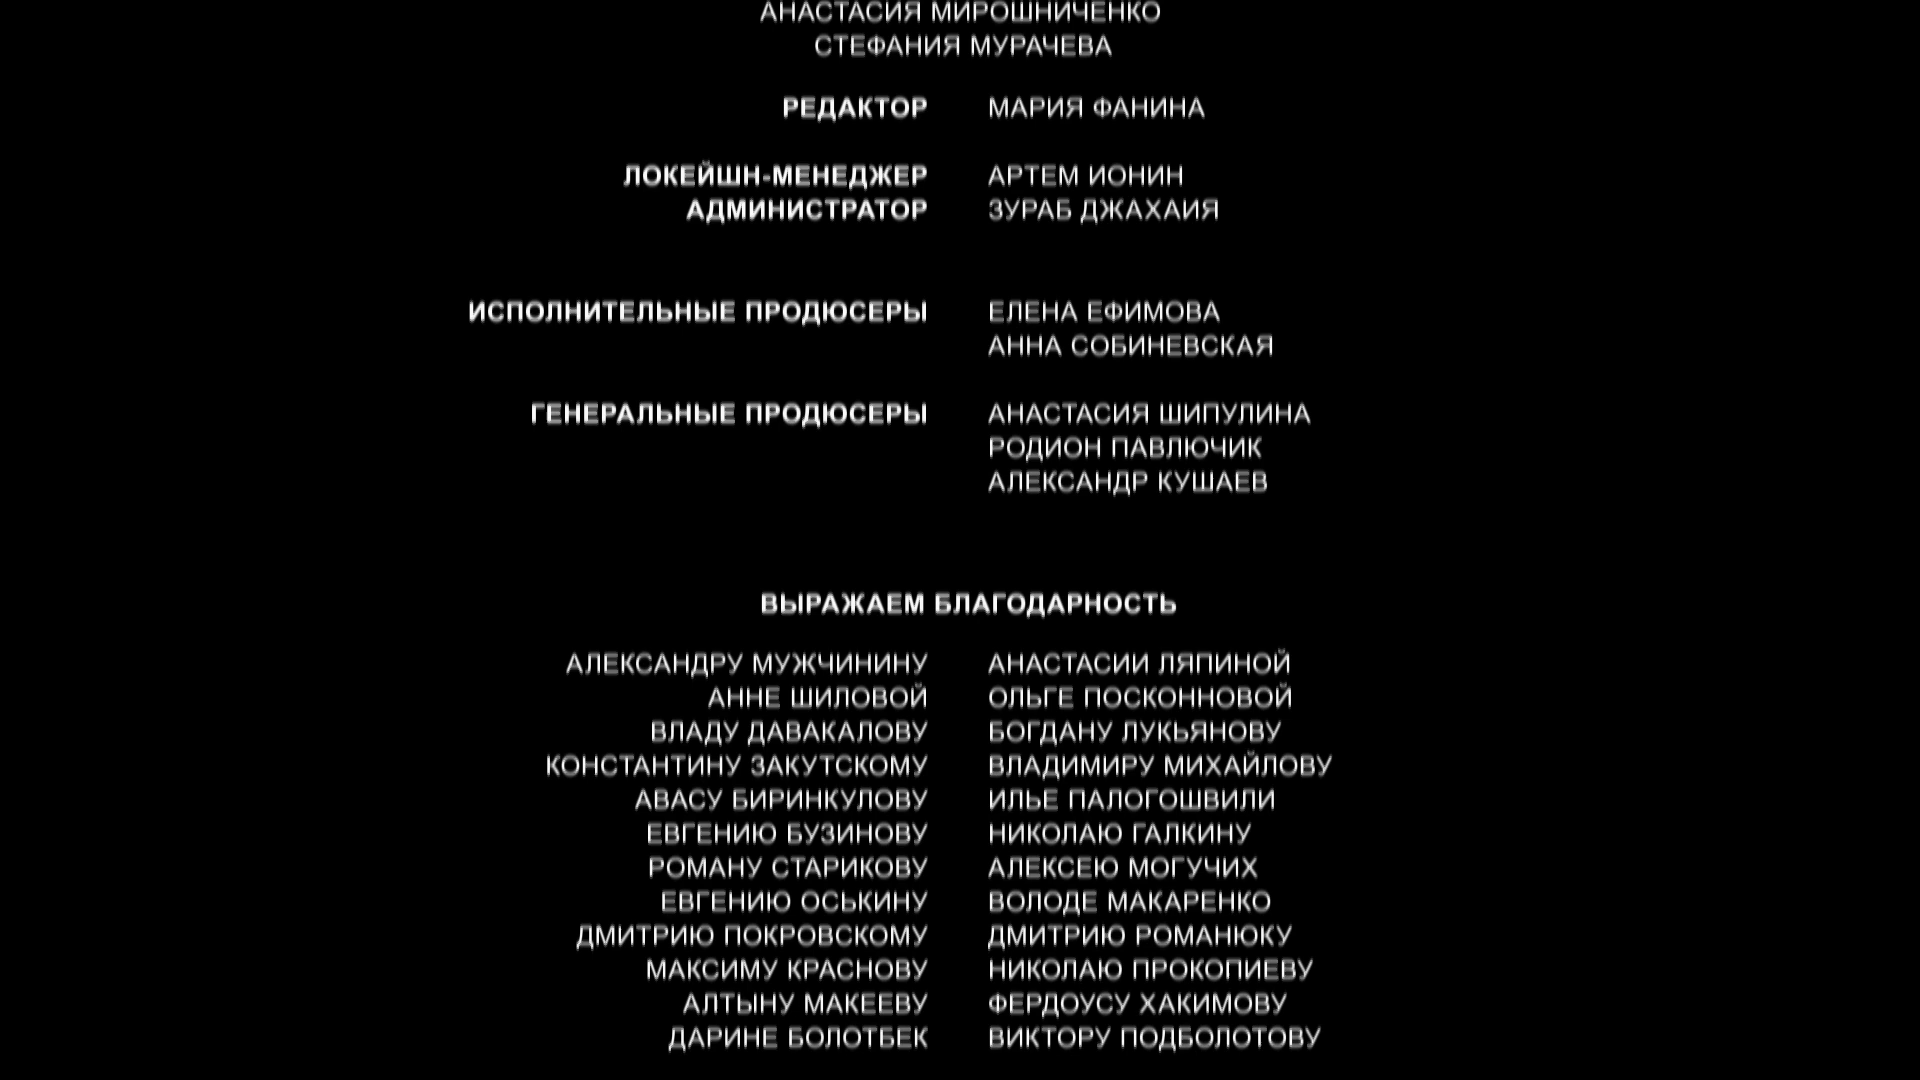 АНАСТАСИЯ МИРОШНИЧЕНКО
СТЕФАНИЯ МУРАЧЕВА
РЕДАКТОР МАРИЯ ФАНИНА
ЛОКЕЙШН-МЕНЕДЖЕР АРТЕМ ИОНИН
АДМИНИСТРАТОР ЗУРАБ ДЖАХАИЯ
ИСПОЛНИТЕЛЬНЫЕ ПРОДЮСЕРЫ ЕЛЕНА ЕФИМОВА
АННА СОБИНЕВСКАЯ
ГЕНЕРАЛЬНЫЕ ПРОДЮСЕРЫ АНАСТАСИЯ ШИПУЛИНА
РОДИОН ПАВЛЮЧИК
АЛЕКСАНДР КУШАЕВ
ВЫРАЖАЕМ БЛАГОДАРНОСТЬ
АЛЕКСАНДРУ МУЖЧИНИНУ АНАСТАСИИ ЛЯПИНОЙ
АННЕ ШИЛОВОЙ ОЛЬГЕ ПОСКОННОВОЙ
ВЛАДУ ДАВАКАЛОВУ БОГДАНУ ЛУКЬЯНОВУ
КОНСТАНТИНУ ЗАКУТСКОМУ ВЛАДИМИРУ МИХАЙЛОВУ
АВАСУ БИРИНКУЛОВУ ИЛЬЕ ПАЛОГОШВИЛИ
ЕВГЕНИЮ БУЗИНОВУ НИКОЛАЮ ГАЛКИНУ
РОМАНУ СТАРИКОВУ АЛЕКСЕЮ МОГУЧИХ
ЕВГЕНИЮ ОСЬКИНУ ВОЛОДЕ МАКАРЕНКО
ДМИТРИЮ ПОКРОВСКОМУ ДМИТРИЮ РОМАНЮКУ
МАКСИМУ КРАСНОВУ НИКОЛАЮ ПРОКОПИЕВУ
АЛТЫНУ МАКЕЕВУ ФЕРДОУСУ ХАКИМОВУ
ДАРИНЕ БОЛОТБЕК ВИКТОРУ ПОДБОЛОТОВУ